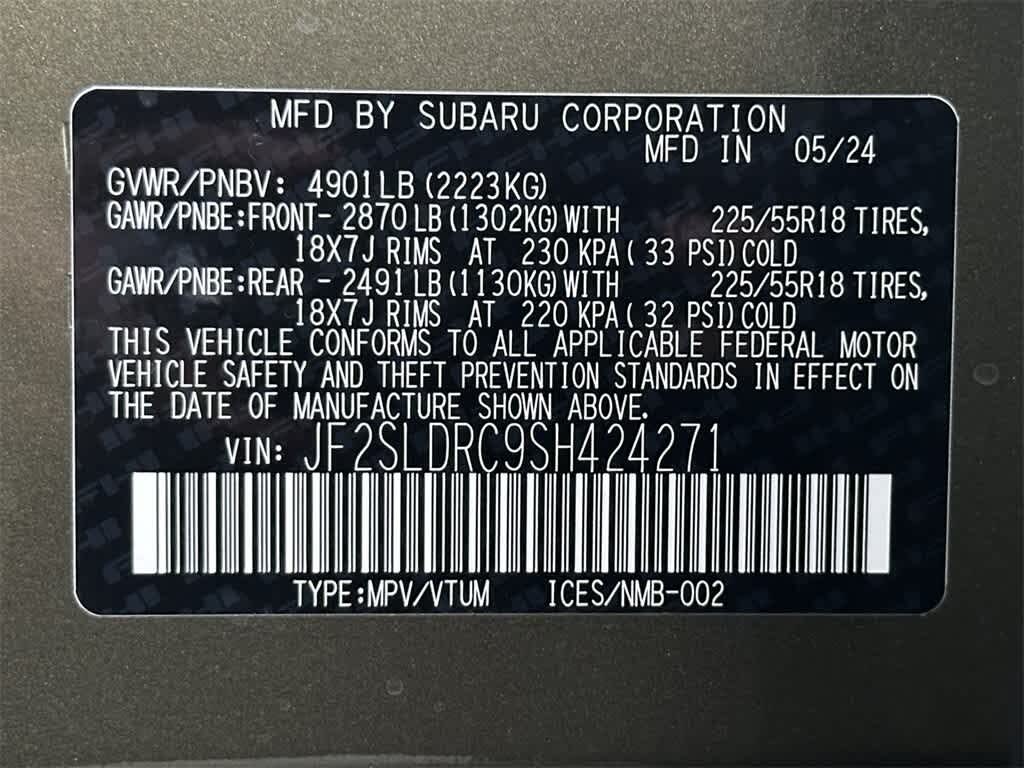 MFD BY SUBARU CORPORATION
MFD IN 05/24
GVWR/PNBV: 4901LB (2223KG)
GAWR/PNBE:FRONT- 2870 LB (1302KG) WITH 225/55R18 TIRES,
18X7J RIMS AT 230 KPA( 33 PSI) COLD
GAWR/PNBE:REAR - 2491 LB (1130KG) WITH 225/55R18 TIRES,
18X7J RIMS AT 220 KPA( 32 PSI) COLD
THIS VEHICLE CONFORMS TO ALL APPLICABLE FEDERAL MOTOR
VEHICLE SAFETY AND THEFT PREVENTION STANDARDS IN EFFECT ON
THE DATE OF MANUFACTURE SHOWN ABOVE.
VIN: JF2SLDRC9SH424271
TYPE:MPV/VTUM ICES/NMB-002